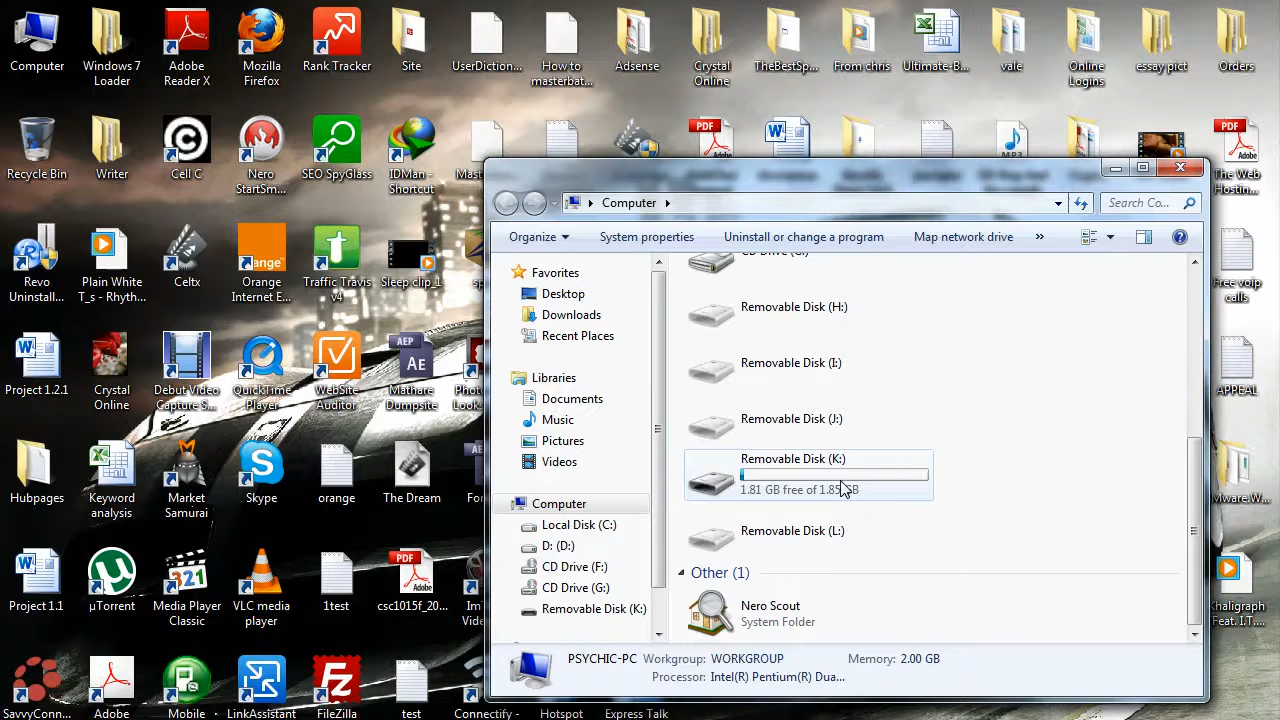 Computer
Windows 7
Loader
Adobe
Reader X
Mozilla
Firefox
Rank Tracker
Site
UserDiction...
How to
masterbat...
Adsense
Crystal
Online
TheBestSp...
From chris
Ultimate-B...
vale
Online
Logins
essay pict
Orders
Recycle Bin
Writer
Cell C
Nero
StartSm...
SEO SpyGlass
IDMan -
Shortcut
The Web
Hosting...
Revo
Uninstall...
Plain White
T_s - Rhyth...
Celtx
Orange
Internet E...
Traffic Travis
v4
Sleep clip_1
Free voip
calls
Project 1.2.1
Crystal
Online
Debut Video
Capture S...
QuickTime
Player
WebSite
Auditor
Mathare
Dumpsite
APPEAL
Hubpages
Keyword
analysis
Market
Samurai
Skype
orange
The Dream
Project 1.1
µTorrent
Media Player
Classic
VLC media
player
1test
csc1015f_20...
Khaligraph
Feat. I.T....
SavvyConn...
Adobe
Mobile
LinkAssistant
FileZilla
test
Connectify -
Hotspot
Express Talk
Computer
Search Co...
Organize
System properties
Uninstall or change a program
Map network drive
»
Favorites
Desktop
Downloads
Recent Places
Libraries
Documents
Music
Pictures
Videos
Computer
Local Disk (C:)
D: (D:)
CD Drive (F:)
CD Drive (G:)
Removable Disk (K:)
CD Drive (G:)
Removable Disk (H:)
Removable Disk (I:)
Removable Disk (J:)
Removable Disk (K:)
1.81 GB free of 1.85 GB
Removable Disk (L:)
Other (1)
Nero Scout
System Folder
PSYCHIC-PC
Workgroup: WORKGROUP
Memory: 2.00 GB
Processor: Intel(R) Pentium(R) Dua...